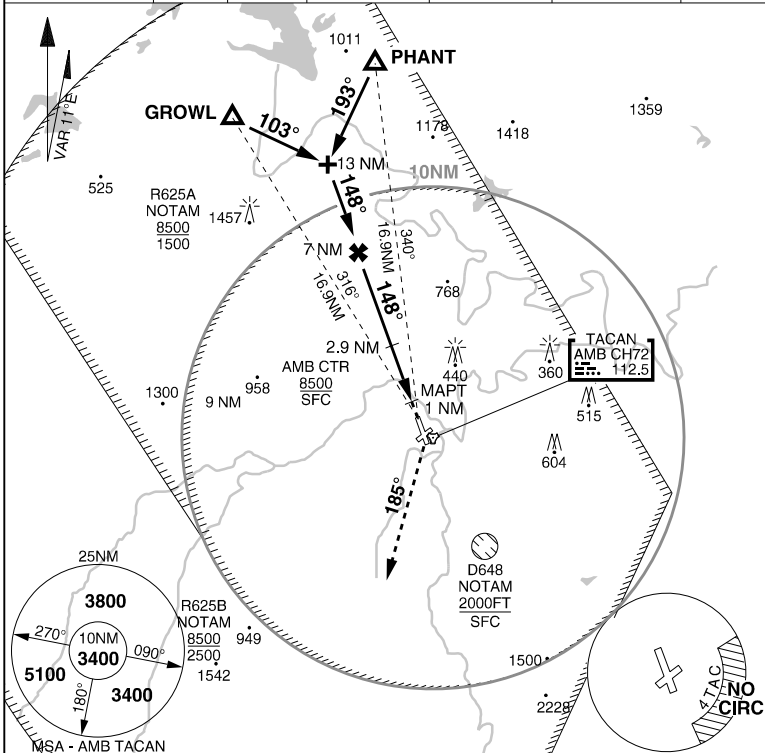 1011
PHANT
VAR 11°E
GROWL
103°
193°
1178
1418
1359
13 NM
10NM
525
R625A
NOTAM
8500
1500
1457
148°
7 NM
340°
16.9NM
316°
16.9NM
148°
768
2.9 NM
AMB CTR
8500
SFC
440
360
TACAN
AMB CH72
112.5
1300
958
9 NM
MAPT
1 NM
515
604
185°
D648
NOTAM
2000FT
SFC
25NM
3800
270°
10NM
3400
090°
5100
180°
3400
MSA - AMB TACAN
R625B
NOTAM
8500
2500
949
1542
1500
2228
4 TAC
NO
CIRC